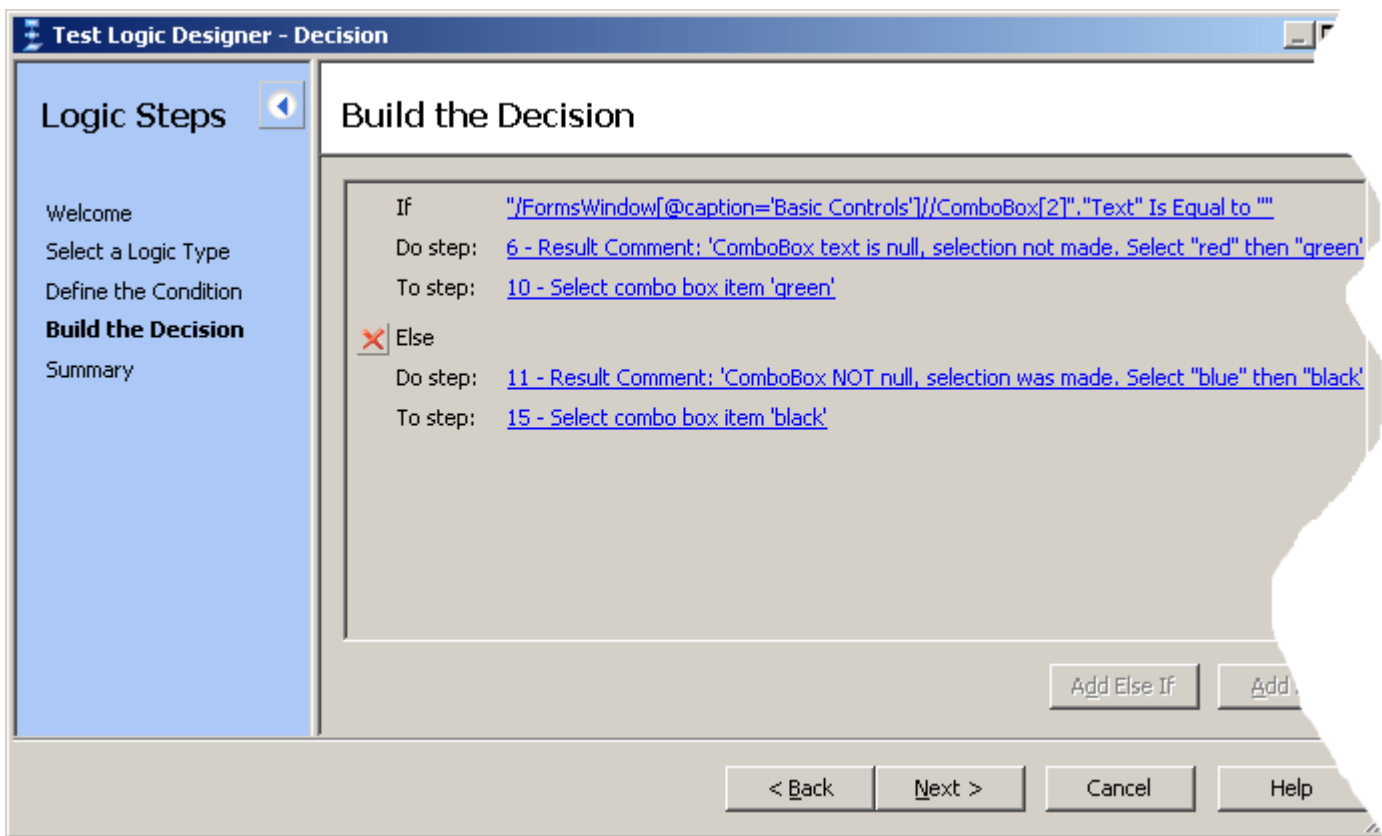 Test Logic Designer - Decision
Logic Steps
Welcome
Select a Logic Type
Define the Condition
Build the Decision
Summary
Build the Decision
If "/FormsWindow[@caption='Basic Controls']//ComboBox[2]"."Text" Is Equal to ""
Do step: 6 - Result Comment: 'ComboBox text is null, selection not made. Select "red" then "green'
To step: 10 - Select combo box item 'green'
Else
Do step: 11 - Result Comment: 'ComboBox NOT null, selection was made. Select "blue" then "black'
To step: 15 - Select combo box item 'black'
Add Else If Add
< Back Next > Cancel Help